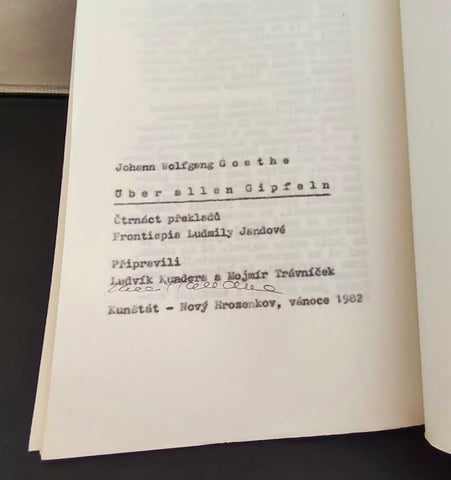 Johann Wolfgang Goethe
Über allen Gipfeln
Čtrnáct překladů
Frontispis Ludmily Jandové
Připravili
Ludvík Kundera a Mojmír Trávníček
Kunštát - Nový Hrozenkov, vánoce 1982